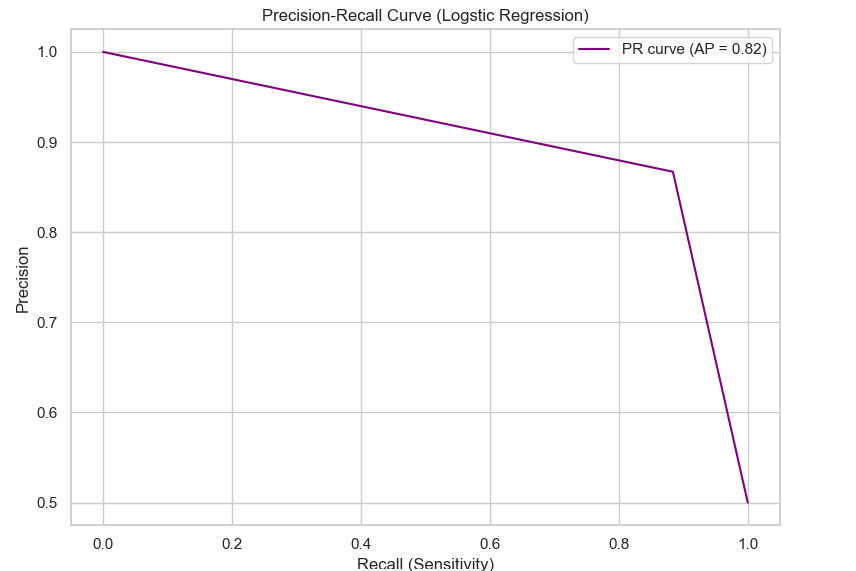 Precision-Recall Curve (Logstic Regression)
PR curve (AP = 0.82)
1.0
0.9
0.8
0.7
0.6
0.5
Precision
0.0 0.2 0.4 0.6 0.8 1.0
Recall (Sensitivity)